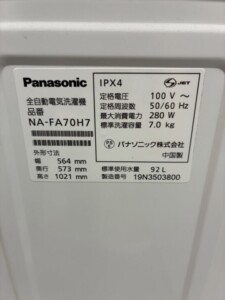 Panasonic
全自動電気洗濯機
品番
NA-FA70H7
外形寸法
幅 564 mm
奥行 573 mm
高さ 1021 mm
IPX4
JET
定格電圧 100 V～
定格周波数 50/60 Hz
最大消費電力 280 W
標準洗濯容量 7.0 kg
パナソニック株式会社
中国製
標準使用水量 92 L
製造番号 19N3503800